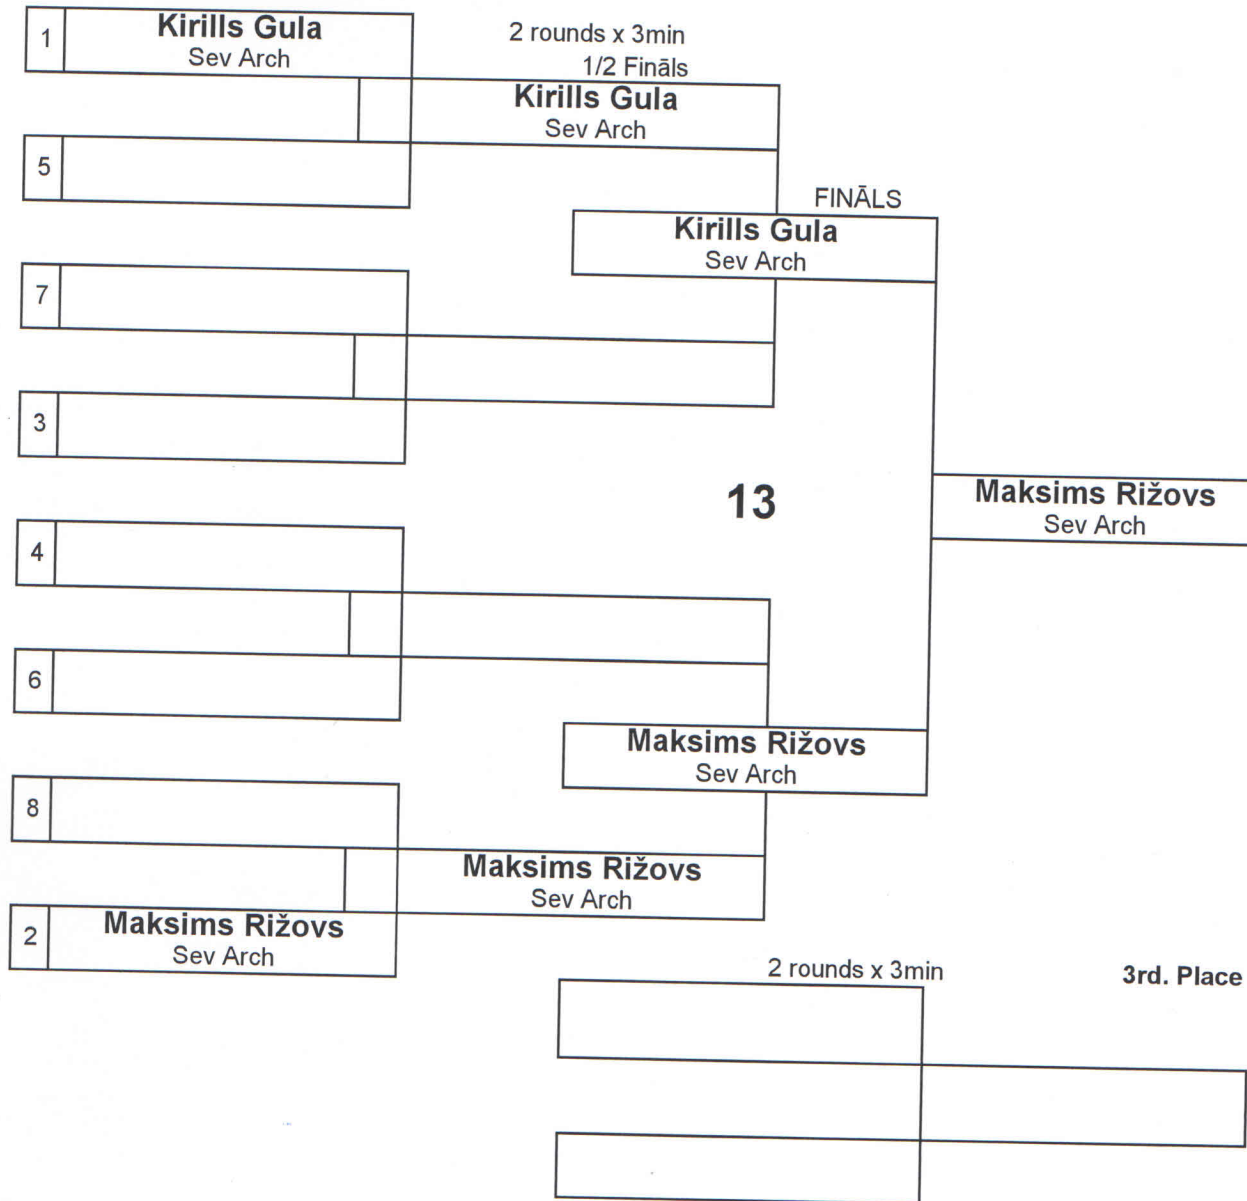 1
Kirills Gula
Sev Arch
2 rounds x 3min
1/2 Fināls
Kirills Gula
Sev Arch
5
FINĀLS
Kirills Gula
Sev Arch
7
3
13
Maksims Rižovs
Sev Arch
4
6
Maksims Rižovs
Sev Arch
8
Maksims Rižovs
Sev Arch
2
Maksims Rižovs
Sev Arch
2 rounds x 3min
3rd. Place